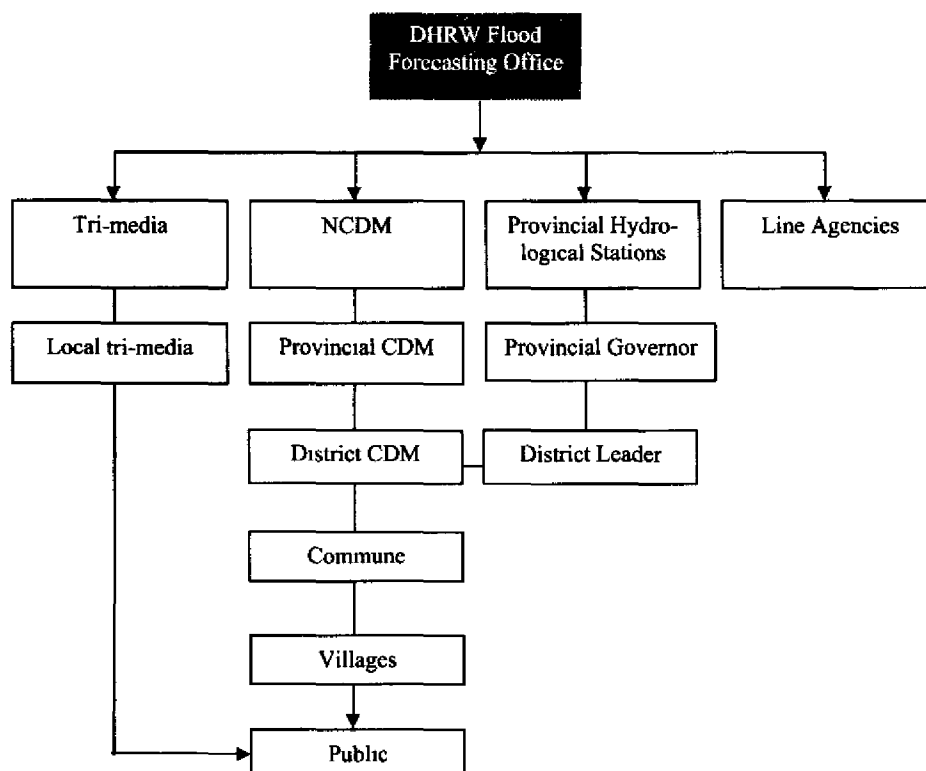 DHRW Flood
Forecasting Office
Tri-media
NCDM
Provincial Hydro-
logical Stations
Line Agencies
Local tri-media
Provincial CDM
Provincial Governor
District CDM
District Leader
Commune
Villages
Public